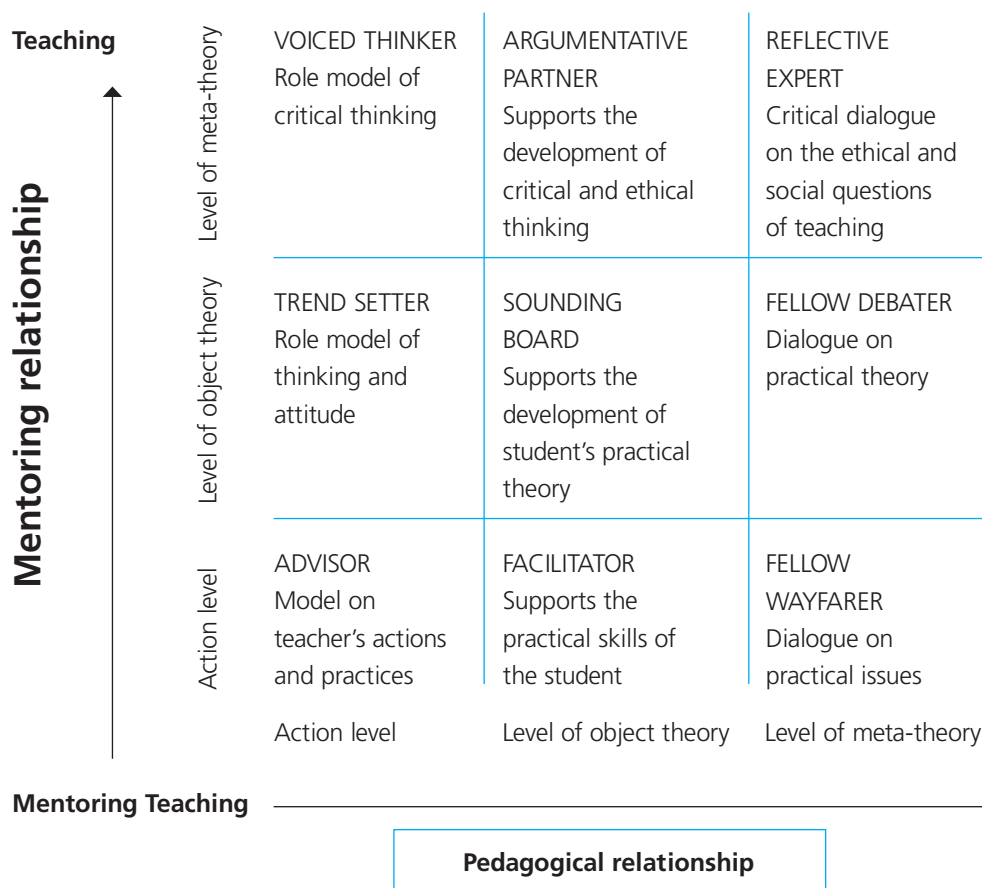 Teaching
Mentoring relationship
Level of meta-theory
VOICED THINKER
Role model of
critical thinking
ARGUMENTATIVE
PARTNER
Supports the
development of
critical and ethical
thinking
REFLECTIVE
EXPERT
Critical dialogue
on the ethical and
social questions
of teaching
Level of object theory
TREND SETTER
Role model of
thinking and
attitude
SOUNDING
BOARD
Supports the
development of
student’s practical
theory
FELLOW DEBATER
Dialogue on
practical theory
Action level
ADVISOR
Model on
teacher’s actions
and practices
FACILITATOR
Supports the
practical skills of
the student
FELLOW
WAYFARER
Dialogue on
practical issues
Action level
Level of object theory
Level of meta-theory
Mentoring Teaching
Pedagogical relationship